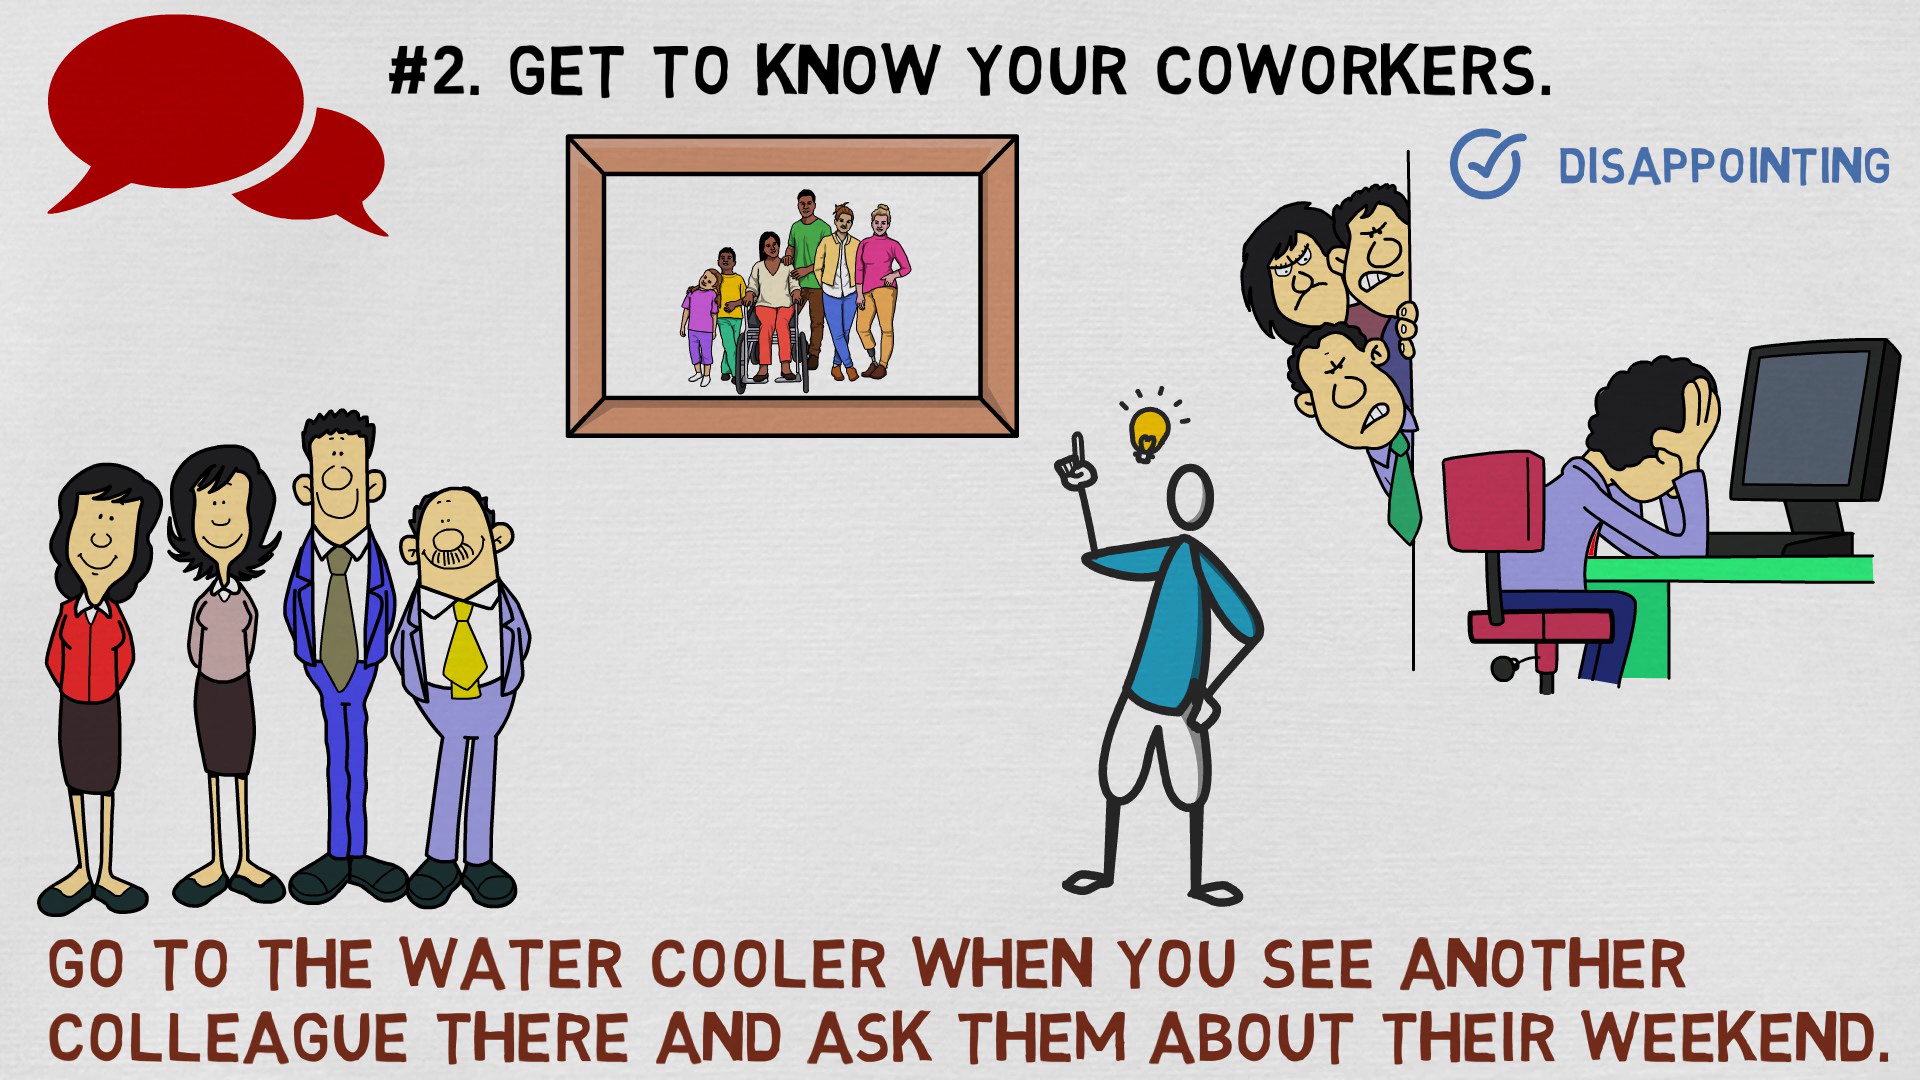 #2. GET TO KNOW YOUR COWORKERS.
DISAPPOINTING
GO TO THE WATER COOLER WHEN YOU SEE ANOTHER
COLLEAGUE THERE AND ASK THEM ABOUT THEIR WEEKEND.